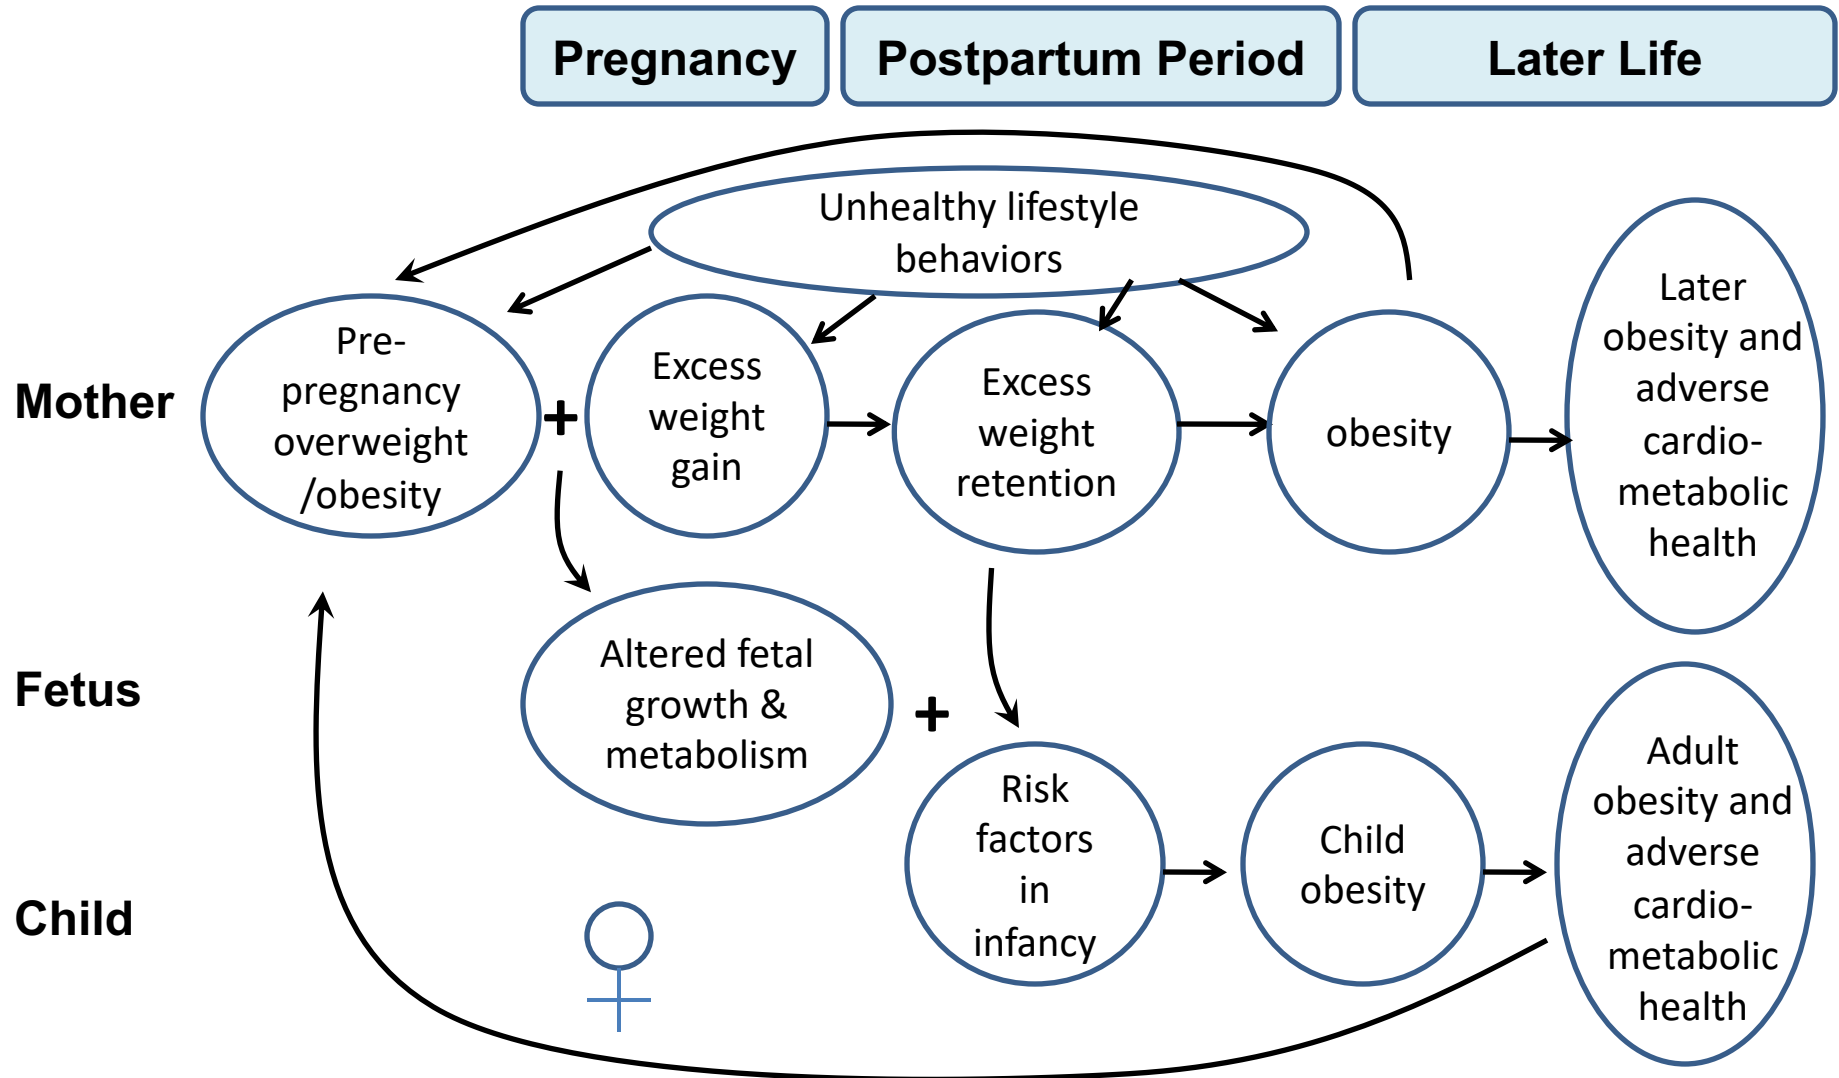 Pregnancy
Postpartum Period
Later Life
Unhealthy lifestyle
behaviors
Mother
Pre-
pregnancy
overweight
/obesity
+
Excess
weight
gain
Excess
weight
retention
obesity
Later
obesity and
adverse
cardio-
metabolic
health
Fetus
Altered fetal
growth &
metabolism
+
Child
Risk
factors
in
infancy
Child
obesity
Adult
obesity and
adverse
cardio-
metabolic
health